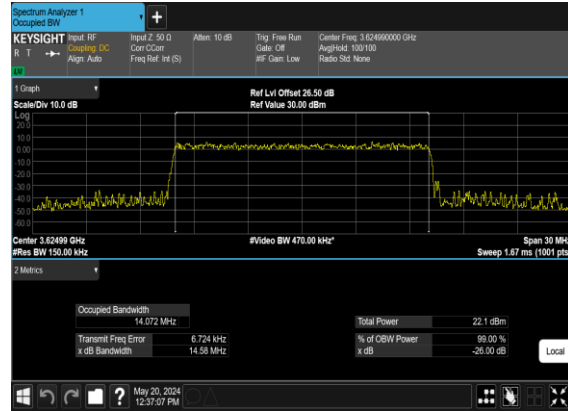 Spectrum Analyzer 1
Occupied BW
+
KEYSIGHT Input: RF Input Z: 50 Ω Atten: 10 dB Trig: Free Run Center Freq: 3.624990000 GHz
R T Coupling: DC Corr CCorr Gate: Off Avg|Hold: 100/100
Align: Auto Freq Ref: Int (S) #IF Gain: Low Radio Std: None
1 Graph Ref Lvl Offset 26.50 dB
Scale/Div 10.0 dB Ref Value 30.00 dBm
Log
20.0
10.0
0.00
-10.0
-20.0
-30.0
-40.0
-50.0
-60.0
Center 3.62499 GHz #Video BW 470.00 kHz* Span 30 MHz
#Res BW 150.00 kHz Sweep 1.67 ms (1001 pts)
2 Metrics
Occupied Bandwidth
14.072 MHz Total Power 22.1 dBm
Transmit Freq Error 6.724 kHz % of OBW Power 99.00 %
x dB Bandwidth 14.58 MHz x dB -26.00 dB
Local
? May 20, 2024
12:37:07 PM